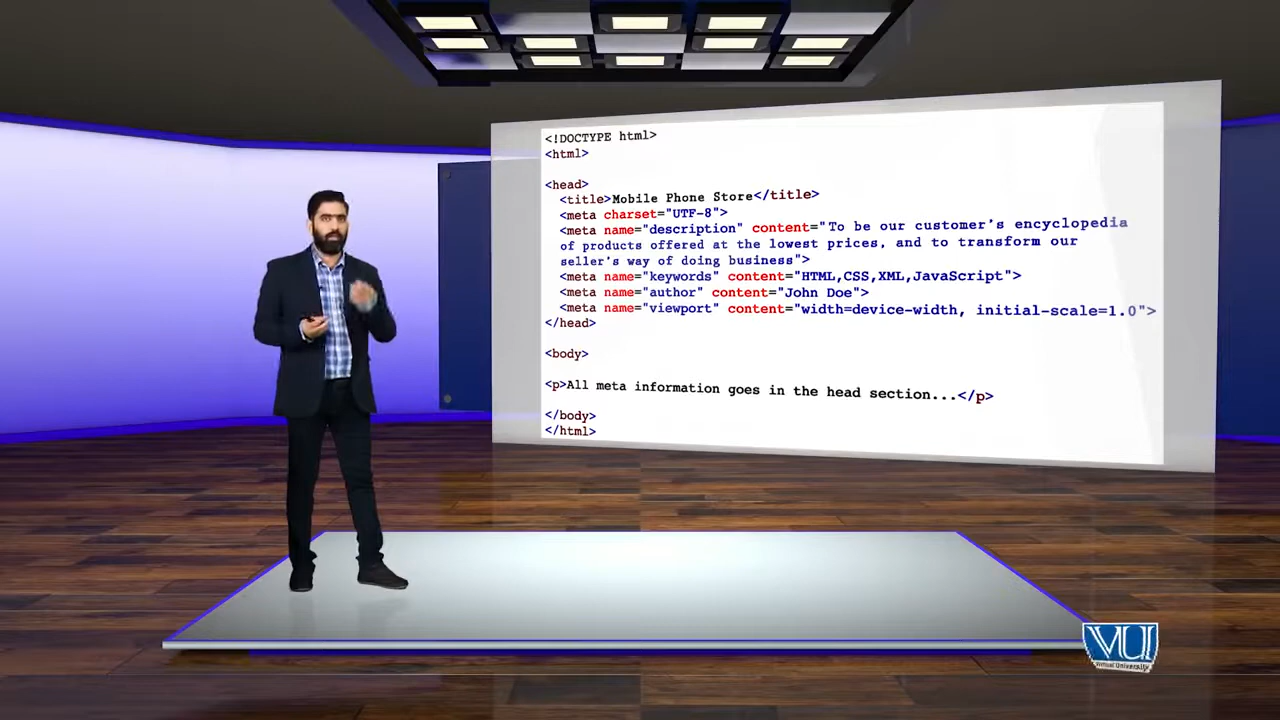 <!DOCTYPE html>
<html>
<head>
<title>Mobile Phone Store</title>
<meta charset="UTF-8">
<meta name="description" content="To be our customer's encyclopedia
of products offered at the lowest prices, and to transform our
seller's way of doing business">
<meta name="keywords" content="HTML,CSS,XML,JavaScript">
<meta name="author" content="John Doe">
<meta name="viewport" content="width=device-width, initial-scale=1.0">
</head>
<body>
<p>All meta information goes in the head section...</p>
</body>
</html>
VU
Virtual University